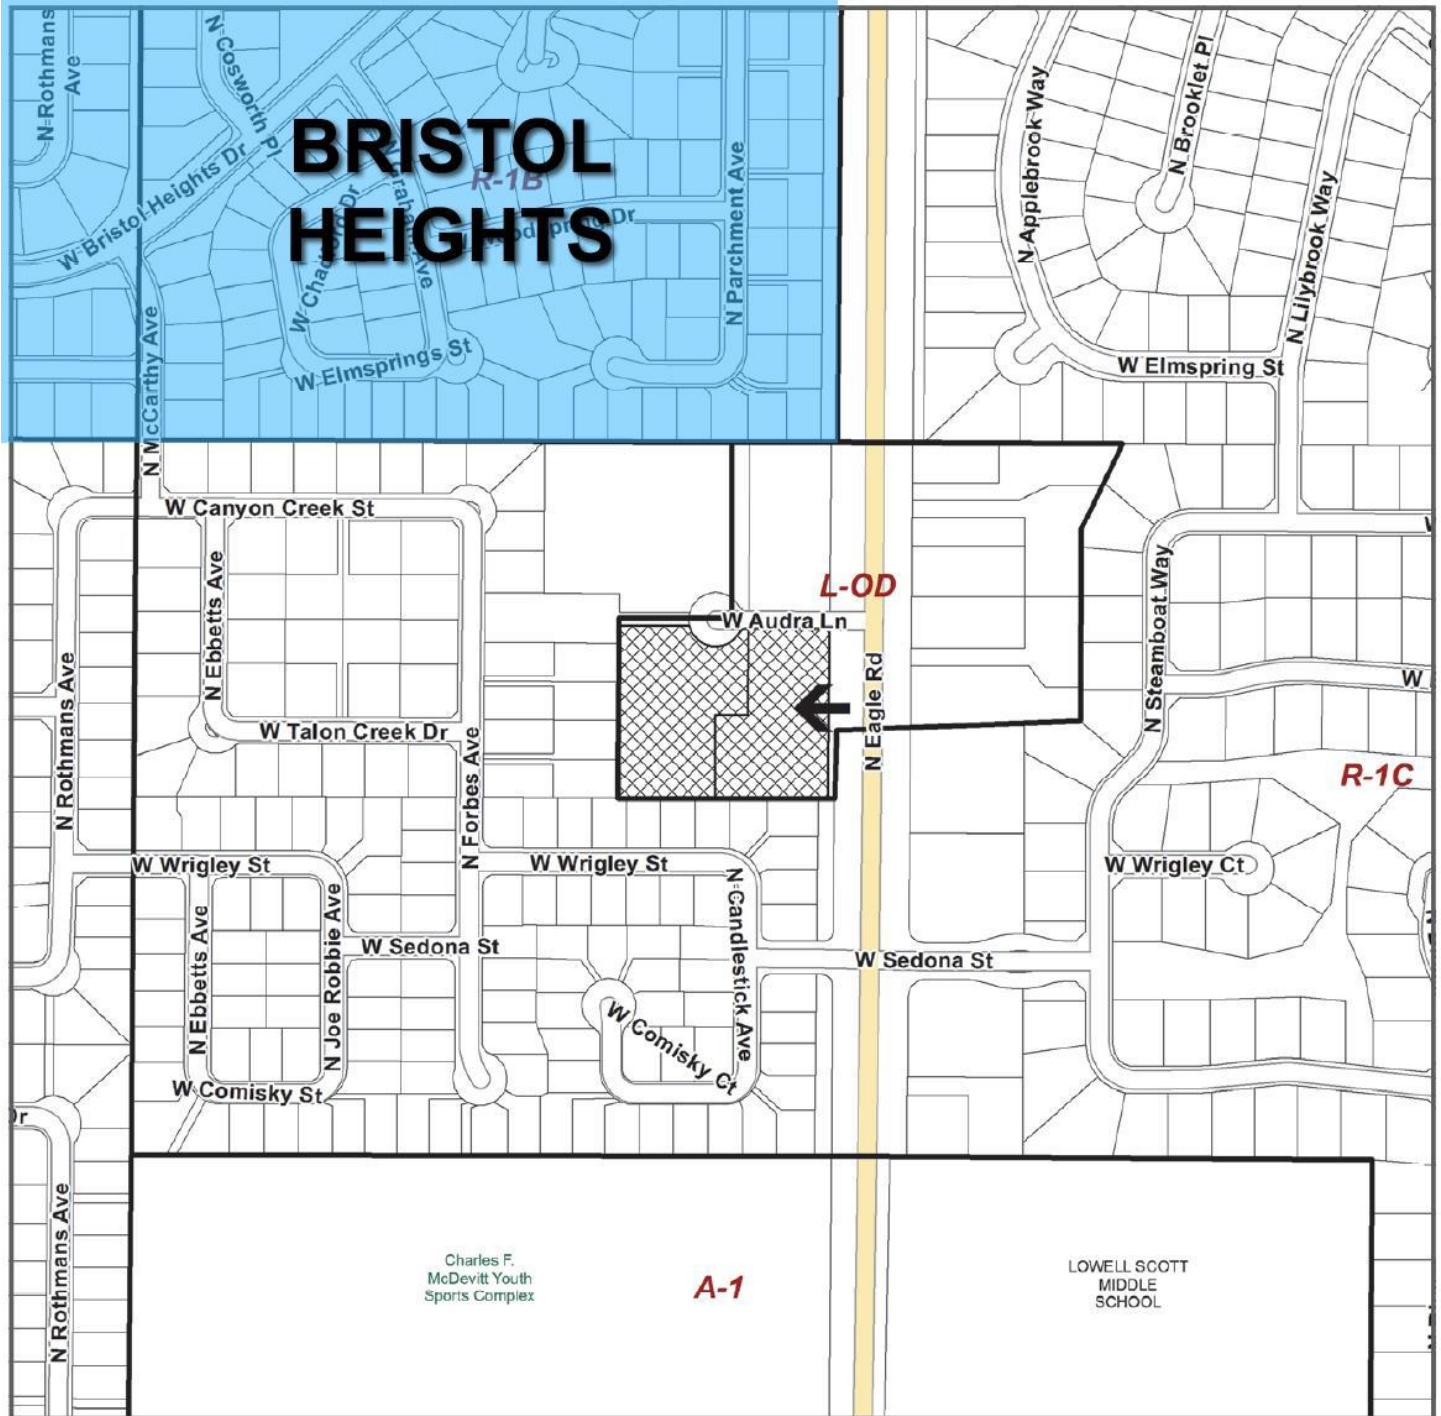 N Rothmans
Ave
N Cosworth Pl
BRISTOL
HEIGHTS
R-1B
W Bristol Heights Dr
N Parchment Ave
W Elmsprings St
N McCarthy Ave
N Applebrook Way
N Brooklet Pl
N Lilybrook Way
W Elmspring St
W Canyon Creek St
N Ebbetts Ave
W Talon Creek Dr
N Rothmans Ave
N Forbes Ave
L-OD
W Audra Ln
N Eagle Rd
N Steamboat Way
W
R-1C
W Wrigley St
W Wrigley St
W Wrigley Ct
N Ebbetts Ave
N Joe Robbie Ave
W Sedona St
N Candlestick Ave
W Sedona St
W Comisky Ct
W Comisky St
Dr
N Rothmans Ave
Charles F.
McDevitt Youth
Sports Complex
A-1
LOWELL SCOTT
MIDDLE
SCHOOL